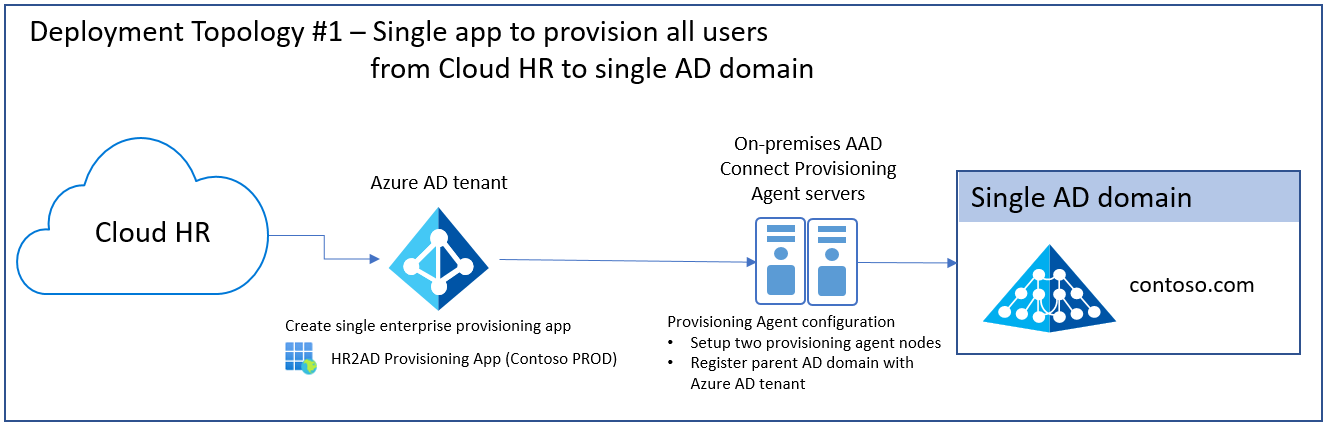 Deployment Topology #1 – Single app to provision all users
from Cloud HR to single AD domain
Cloud HR
Azure AD tenant
Create single enterprise provisioning app
HR2AD Provisioning App (Contoso PROD)
On-premises AAD
Connect Provisioning
Agent servers
Provisioning Agent configuration
• Setup two provisioning agent nodes
• Register parent AD domain with
Azure AD tenant
Single AD domain
contoso.com